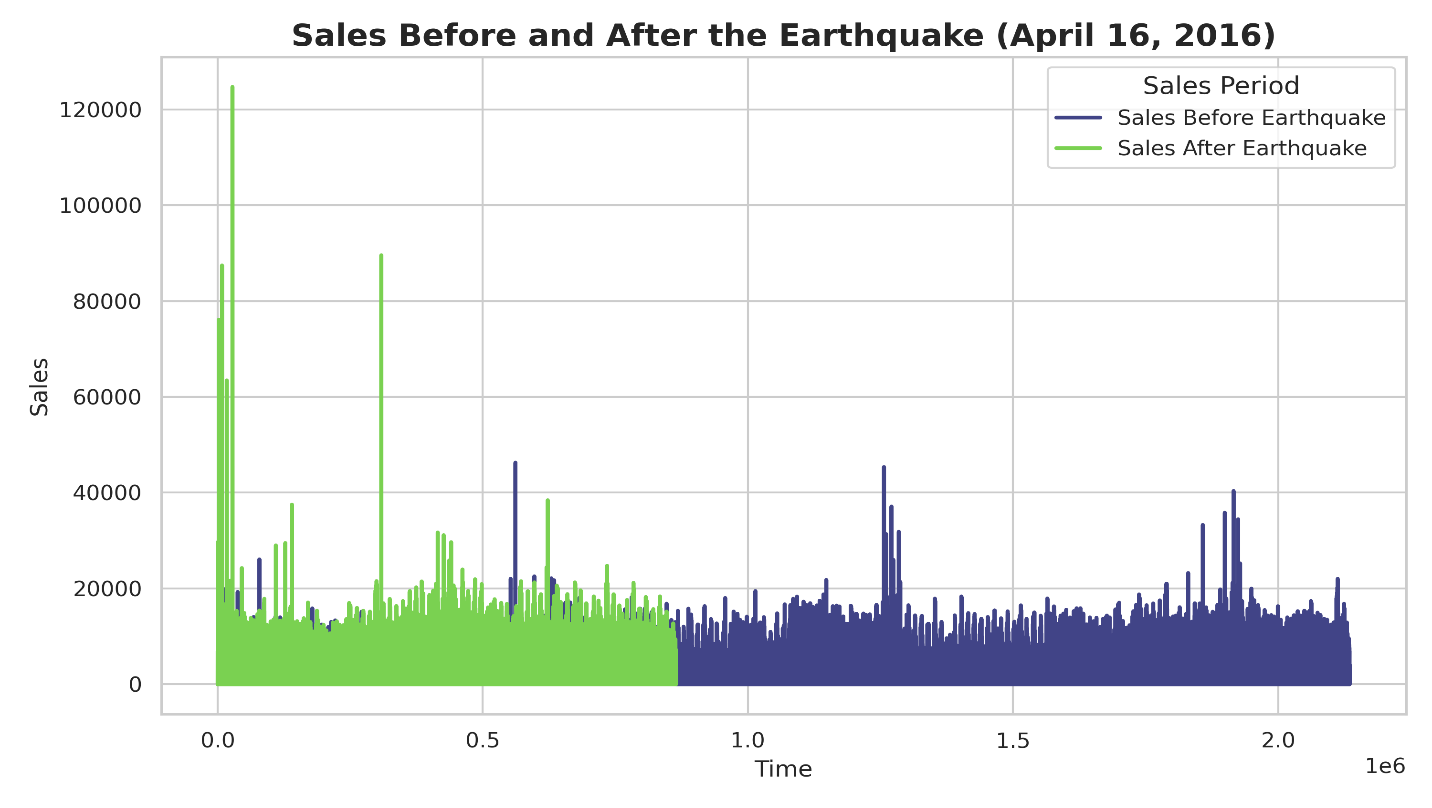 Sales Before and After the Earthquake (April 16, 2016)
Sales Period
Sales Before Earthquake
Sales After Earthquake
120000
100000
80000
60000
40000
20000
0
Sales
0.0 0.5 1.0 1.5 2.0
1e6
Time